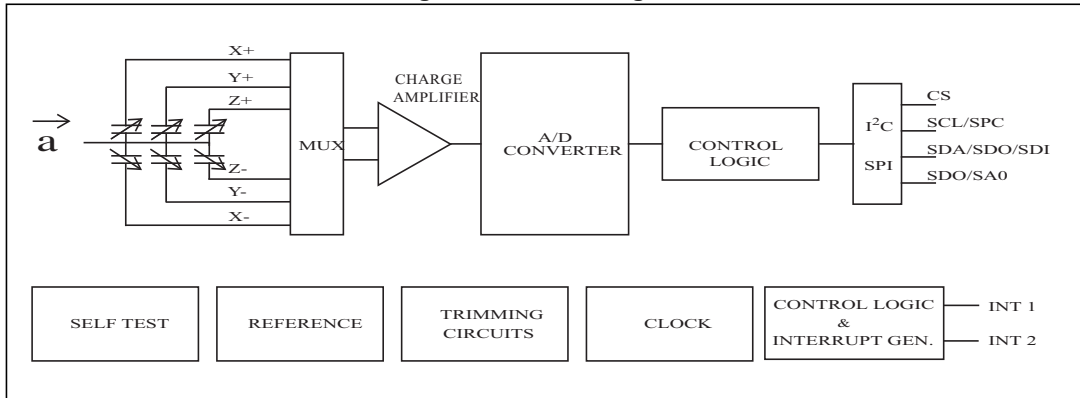 X+
Y+
Z+
a
Z-
Y-
X-
MUX
CHARGE
AMPLIFIER
A/D
CONVERTER
CONTROL
LOGIC
I²C
SPI
CS
SCL/SPC
SDA/SDO/SDI
SDO/SA0
SELF TEST
REFERENCE
TRIMMING
CIRCUITS
CLOCK
CONTROL LOGIC
&
INTERRUPT GEN.
INT 1
INT 2